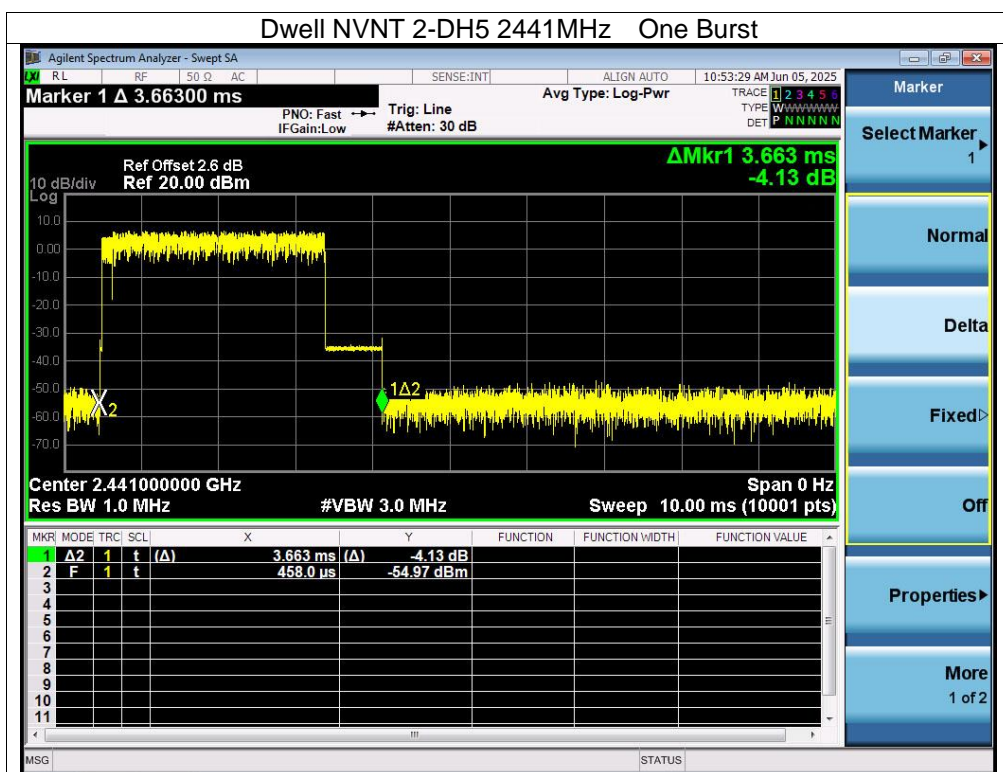 Dwell NVNT 2-DH5 2441MHz One Burst
Agilent Spectrum Analyzer - Swept SA
LXI RL RF 50 Ω AC SENSE:INT ALIGN AUTO 10:53:29 AM Jun 05, 2025
Marker 1 Δ 3.66300 ms
PNO: Fast
IFGain:Low
Trig: Line
#Atten: 30 dB
Avg Type: Log-Pwr
TRACE 1 2 3 4 5 6
TYPE WWWWWWW
DET P N N N N N
ΔMkr1 3.663 ms
-4.13 dB
Ref Offset 2.6 dB
10 dB/div Ref 20.00 dBm
Log
10.0
0.00
-10.0
-20.0
-30.0
-40.0
-50.0
-60.0
-70.0
2
1Δ2
Center 2.441000000 GHz Span 0 Hz
Res BW 1.0 MHz #VBW 3.0 MHz Sweep 10.00 ms (10001 pts)
MKR MODE TRC SCL X Y FUNCTION FUNCTION WIDTH FUNCTION VALUE
1 Δ2 1 t (Δ) 3.663 ms (Δ) -4.13 dB
2 F 1 t 458.0 µs -54.97 dBm
3
4
5
6
7
8
9
10
11
MSG STATUS
Marker
Select Marker
1
Normal
Delta
Fixed
Off
Properties
More
1 of 2